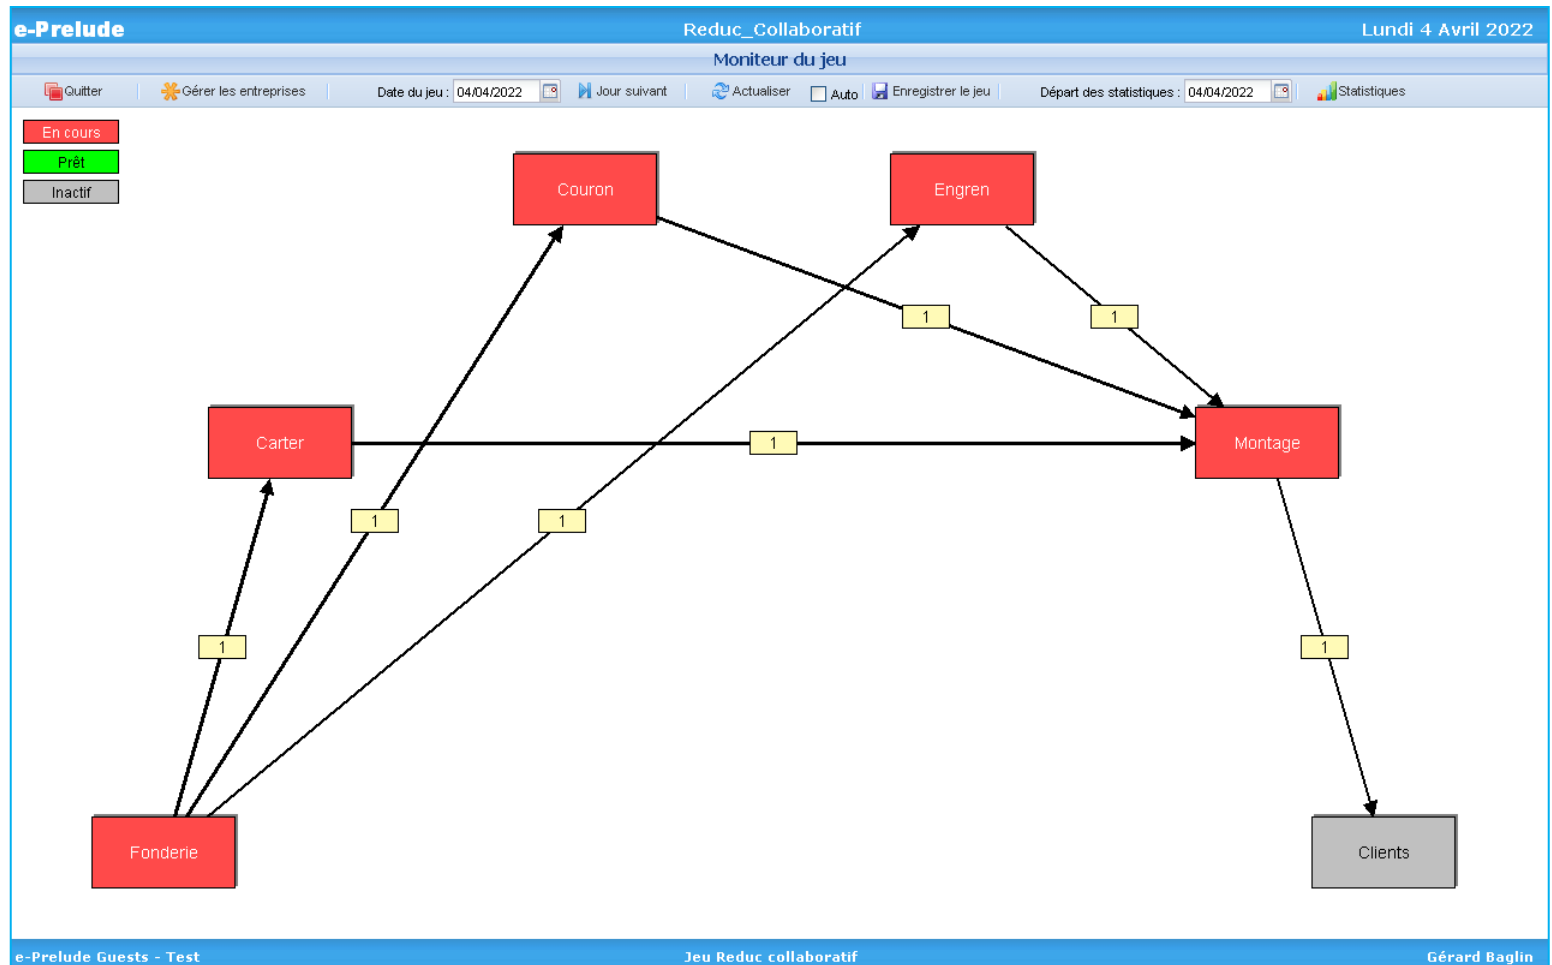 e-Prelude Reduc_Collaboratif Lundi 4 Avril 2022
Moniteur du jeu
Quitter Gérer les entreprises Date du jeu : 04/04/2022 Jour suivant Actualiser Auto Enregistrer le jeu Départ des statistiques : 04/04/2022 Statistiques
En cours
Prêt
Inactif
Couron Engren
1 1
Carter 1 Montage
1 1
1 1
Fonderie Clients
e-Prelude Guests - Test Jeu Reduc collaboratif Gérard Baglin